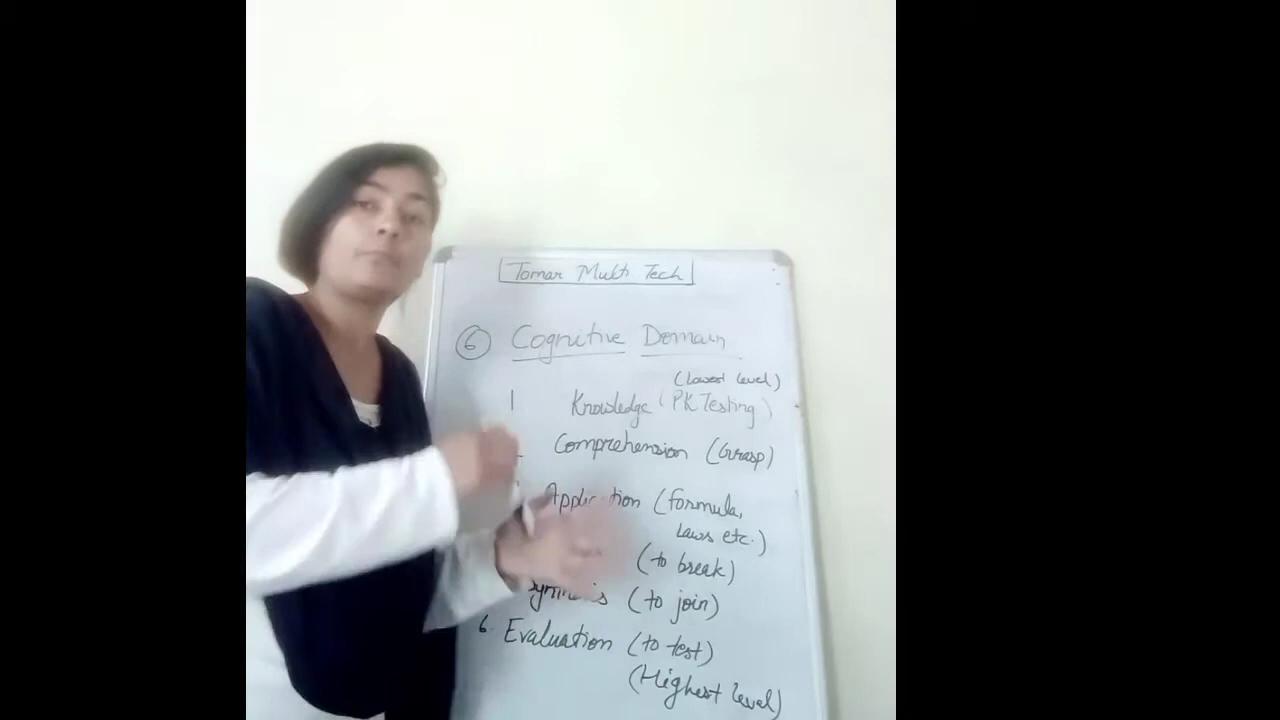 Tomar Multi Tech
6 Cognitive Domain
(Lowest level)
1 Knowledge (PK Testing)
Comprehension (Grasp)
Application (formula,
Laws etc.)
(to break)
(to join)
6. Evaluation (to test)
(Highest level)